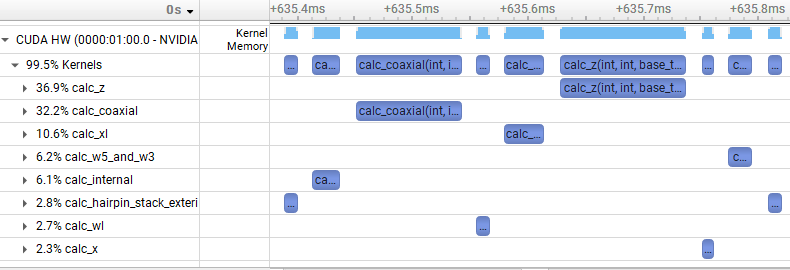 0s +635.4ms +635.5ms +635.6ms +635.7ms +635.8ms
CUDA HW (0000:01:00.0 - NVIDIA Kernel
Memory
99.5% Kernels ... ca... calc_coaxial(int, i... ... calc_... calc_z(int, int, base_t... ... c... ...
36.9% calc_z calc_z(int, int, base_t...
32.2% calc_coaxial calc_coaxial(int, i...
10.6% calc_xl calc_...
6.2% calc_w5_and_w3 c...
6.1% calc_internal ca...
2.8% calc_hairpin_stack_exteri ... ...
2.7% calc_wl ...
2.3% calc_x ...